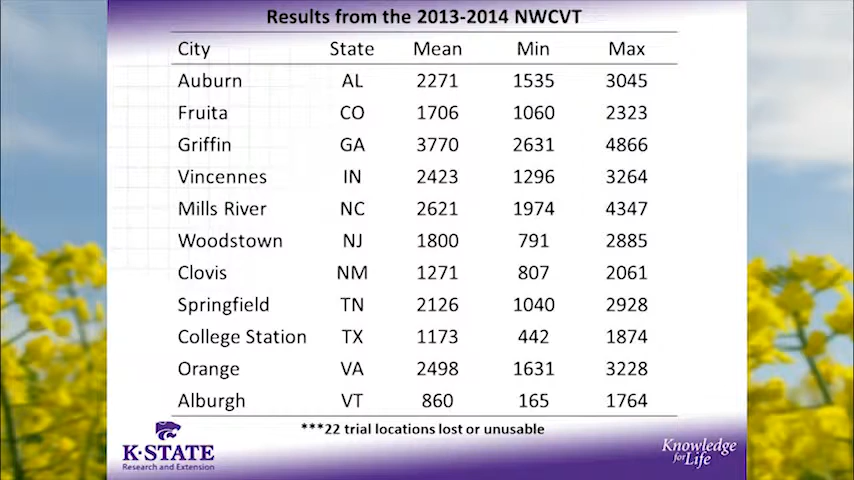 Results from the 2013-2014 NWCVT
City State Mean Min Max
Auburn AL 2271 1535 3045
Fruita CO 1706 1060 2323
Griffin GA 3770 2631 4866
Vincennes IN 2423 1296 3264
Mills River NC 2621 1974 4347
Woodstown NJ 1800 791 2885
Clovis NM 1271 807 2061
Springfield TN 2126 1040 2928
College Station TX 1173 442 1874
Orange VA 2498 1631 3228
Alburgh VT 860 165 1764
***22 trial locations lost or unusable
K-STATE
Research and Extension
Knowledge
for Life